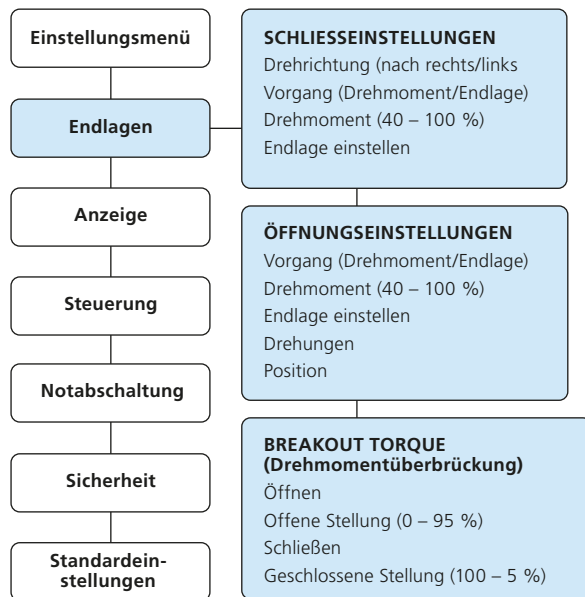 Einstellungsmenü
Endlagen
Anzeige
Steuerung
Notabschaltung
Sicherheit
Standardein-
stellungen
SCHLIESSEINSTELLUNGEN
Drehrichtung (nach rechts/links
Vorgang (Drehmoment/Endlage)
Drehmoment (40 – 100 %)
Endlage einstellen
ÖFFNUNGSEINSTELLUNGEN
Vorgang (Drehmoment/Endlage)
Drehmoment (40 – 100 %)
Endlage einstellen
Drehungen
Position
BREAKOUT TORQUE
(Drehmomentüberbrückung)
Öffnen
Offene Stellung (0 – 95 %)
Schließen
Geschlossene Stellung (100 – 5 %)